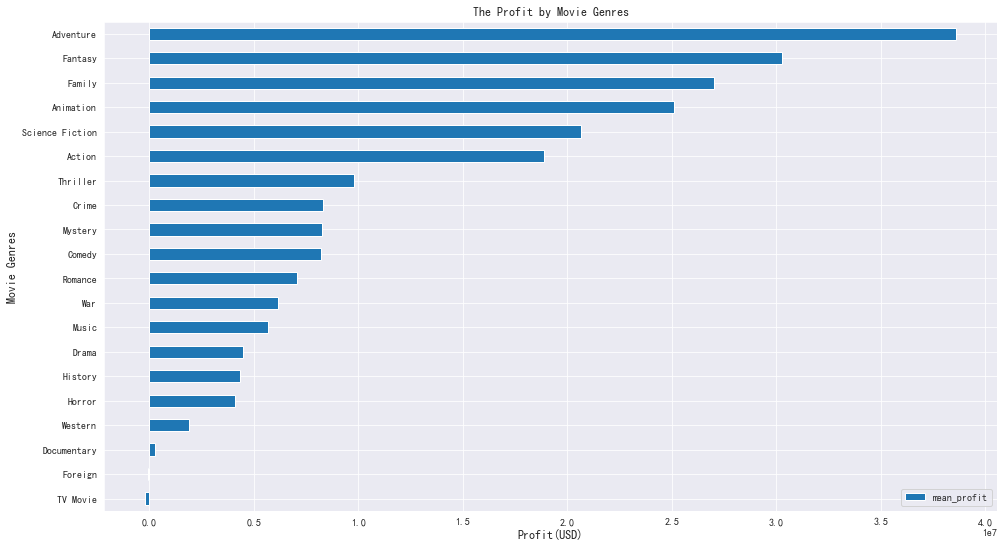 The Profit by Movie Genres
Adventure
Fantasy
Family
Animation
Science Fiction
Action
Thriller
Crime
Mystery
Comedy
Romance
War
Music
Drama
History
Horror
Western
Documentary
Foreign
TV Movie
Movie Genres
mean_profit
0.0 0.5 1.0 1.5 2.0 2.5 3.0 3.5 4.0
1e7
Profit(USD)